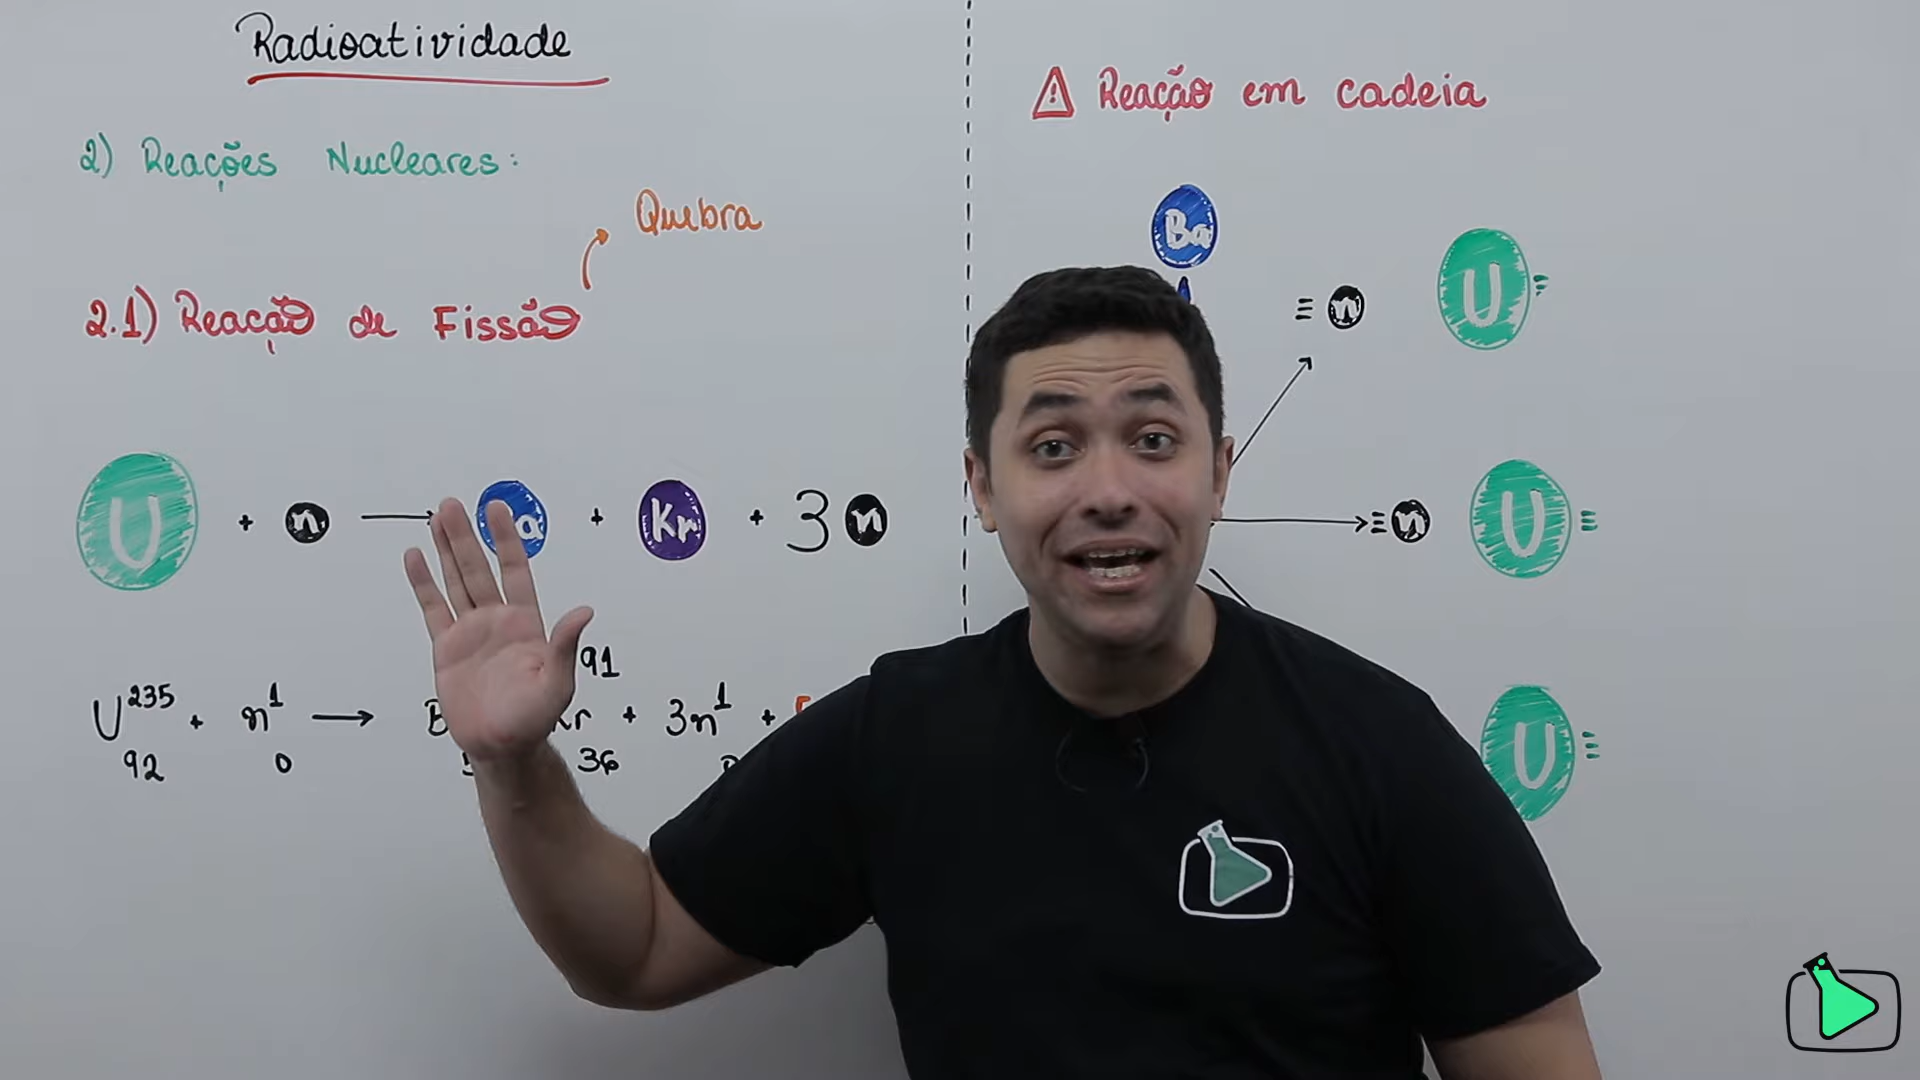 Radioatividade
2) Reações Nucleares:
Quebra
2.1) Reação de Fissão
U + n → a + Kr + 3 n
91
U 235 + n 1 → B r + 3n 1 +
92 0 36
⚠ Reação em cadeia
Ba
n U
n U
U